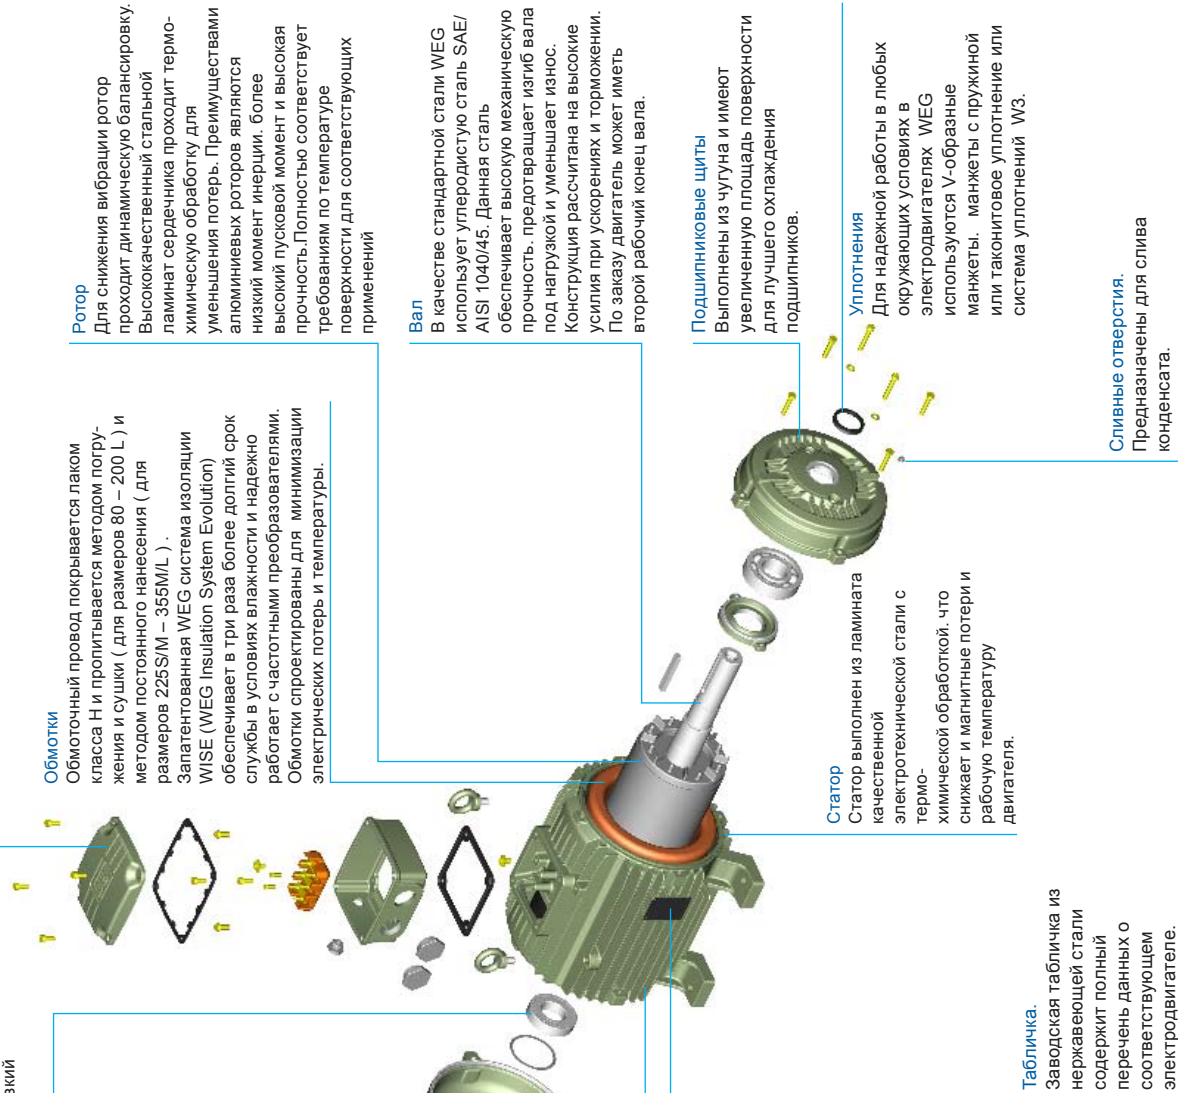 Ротор
Для снижения вибрации ротор
проходит динамическую балансировку.
Высококачественный стальной
ламинат сердечника проходит термо-
химическую обработку для
уменьшения потерь. Преимуществами
алюминиевых роторов являются
низкий момент инерции. более
высокий пусковой момент и высокая
прочность.Полностью соответствует
требованиям по температуре
поверхности для соответствующих
применений
Вал
В качестве стандартной стали WEG
использует углеродистую сталь SAE/
AISI 1040/45. Данная сталь
обеспечивает высокую механическую
прочность. предотвращает изгиб вала
под нагрузкой и уменьшает износ.
Конструкция рассчитана на высокие
усилия при ускорениях и торможении.
По заказу двигатель может иметь
второй рабочий конец вала.
Подшипниковые щиты
Выполнены из чугуна и имеют
увеличенную площадь поверхности
для лучшего охлаждения
подшипников.
Уплотнения
Для надежной работы в любых
окружающих условиях в
электродвигателях WEG
используются V-образные
манжеты. манжеты с пружиной
или таконитовое уплотнение или
система уплотнений W3.
Обмотки
Обмоточный провод покрывается лаком
класса H и пропитывается методом погру-
жения и сушки ( для размеров 80 – 200 L ) и
методом постоянного нанесения ( для
размеров 225S/M – 355M/L ) .
Запатентованная WEG система изоляции
WISE (WEG Insulation System Evolution)
обеспечивает в три раза более долгий срок
службы в условиях влажности и надежно
работает с частотными преобразователями.
Обмотки спроектированы для минимизации
электрических потерь и температуры.
Сливные отверстия.
Предназначены для слива
конденсата.
Статор
Статор выполнен из ламината
качественной
электротехнической стали с
термо-
химической обработкой. что
снижает и магнитные потери и
рабочую температуру
двигателя.
Табличка.
Заводская табличка из
нержавеющей стали
содержит полный
перечень данных о
соответствующем
электродвигателе.